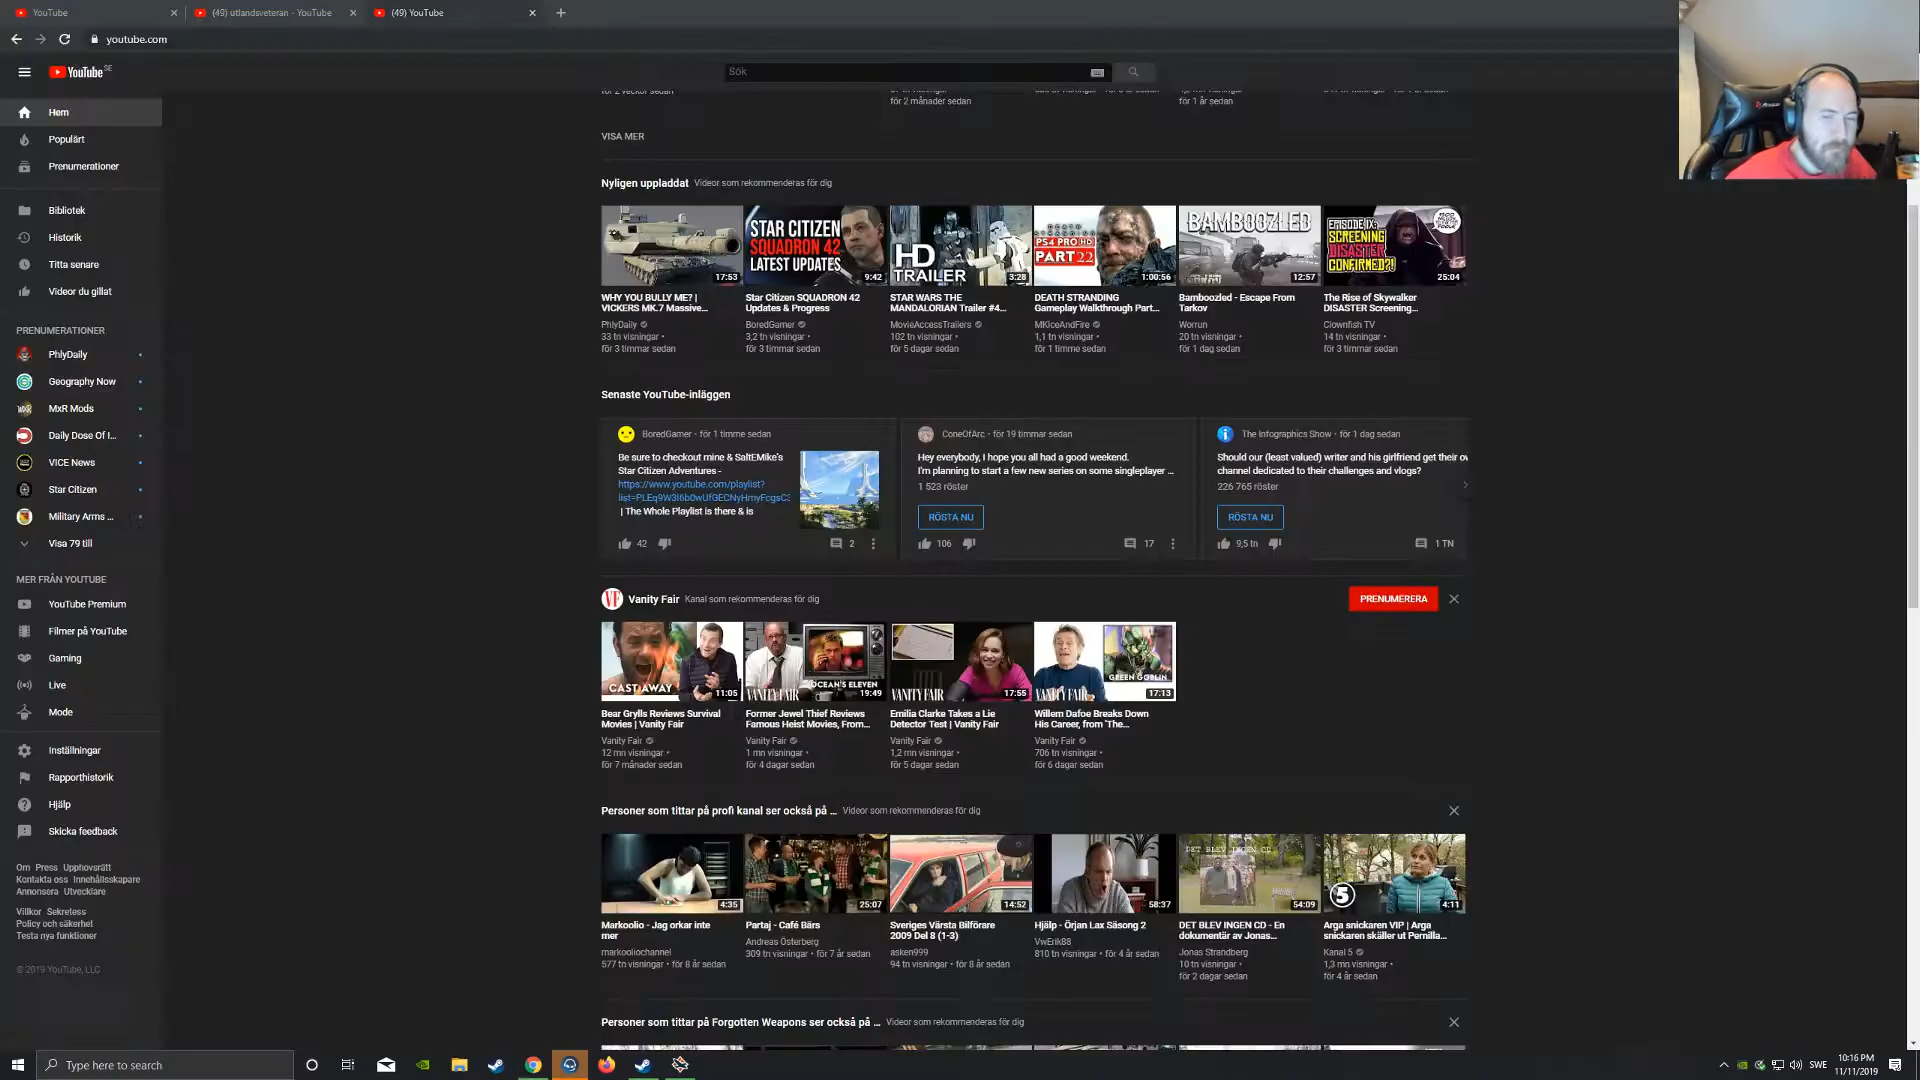 YouTube
(49) utlandsveteran - YouTube
(49) YouTube
youtube.com
YouTube SE
Sök
Hem
Populärt
Prenumerationer
Bibliotek
Historik
Titta senare
Videor du gillat
PRENUMERATIONER
PhlyDaily
Geography Now
MxR Mods
Daily Dose Of I...
VICE News
Star Citizen
Military Arms ...
Visa 79 till
MER FRÅN YOUTUBE
YouTube Premium
Filmer på YouTube
Gaming
Live
Mode
Inställningar
Rapporthistorik
Hjälp
Skicka feedback
Om Press Upphovsrätt
Kontakta oss Innehållsskapare
Annonsera Utvecklare
Villkor Sekretess
Policy och säkerhet
Testa nya funktioner
© 2019 YouTube, LLC
för 2 veckor sedan
för 2 månader sedan
för 1 år sedan
VISA MER
Nyligen uppladdat Videor som rekommenderas för dig
17:53
STAR CITIZEN
SQUADRON 42
LATEST UPDATES
9:42
HD
TRAILER
3:28
DEATH
STRANDING
PS4 PRO HD
PART 22
1:00:56
BAMBOOZLED
12:57
EPISODE IX:
SCREENING
DISASTER
CONFIRMED?!
25:04
WHY YOU BULLY ME? |
VICKERS MK.7 Massive...
PhlyDaily
33 tn visningar •
för 3 timmar sedan
Star Citizen SQUADRON 42
Updates & Progress
BoredGamer
3,2 tn visningar •
för 3 timmar sedan
STAR WARS THE
MANDALORIAN Trailer #4...
MovieAccessTrailers
102 tn visningar •
för 5 dagar sedan
DEATH STRANDING
Gameplay Walkthrough Part...
MKIceAndFire
1,1 tn visningar •
för 1 timme sedan
Bamboozled - Escape From
Tarkov
Worrun
20 tn visningar •
för 1 dag sedan
The Rise of Skywalker
DISASTER Screening...
Clownfish TV
14 tn visningar •
för 3 timmar sedan
Senaste YouTube-inläggen
BoredGamer • för 1 timme sedan
Be sure to checkout mine & SaltEMike's
Star Citizen Adventures -
https://www.youtube.com/playlist?
| The Whole Playlist is there & is
42
2
ConeOfArc • för 19 timmar sedan
Hey everybody, I hope you all had a good weekend.
I'm planning to start a few new series on some singleplayer ...
1 523 röster
RÖSTA NU
106
17
The Infographics Show • för 1 dag sedan
Should our (least valued) writer and his girlfriend get their ow
channel dedicated to their challenges and vlogs?
226 765 röster
RÖSTA NU
9,5 tn
1 TN
VF Vanity Fair Kanal som rekommenderas för dig
PRENUMERERA
CAST AWAY
11:05
VANITY FAIR
OCEAN'S ELEVEN
19:49
VANITY FAIR
17:55
VANITY FAIR
GREEN GOBLIN
17:13
Bear Grylls Reviews Survival
Movies | Vanity Fair
Vanity Fair
12 mn visningar •
för 7 månader sedan
Former Jewel Thief Reviews
Famous Heist Movies, From...
Vanity Fair
1 mn visningar •
för 4 dagar sedan
Emilia Clarke Takes a Lie
Detector Test | Vanity Fair
Vanity Fair
1,2 mn visningar •
för 5 dagar sedan
Willem Dafoe Breaks Down
His Career, from 'The...
Vanity Fair
706 tn visningar •
för 6 dagar sedan
Personer som tittar på profi kanal ser också på ... Videor som rekommenderas för dig
4:35
25:07
14:52
58:37
DET BLEV INGEN CD
54:09
5
4:11
Markoolio - Jag orkar inte
mer
markooliochannel
577 tn visningar • för 8 år sedan
Partaj - Café Bärs
Andreas Österberg
309 tn visningar • för 7 år sedan
Sveriges Värsta Bilförare
2009 Del 8 (1-3)
asken999
94 tn visningar • för 8 år sedan
Hjälp - Örjan Lax Säsong 2
VwErik88
810 tn visningar • för 4 år sedan
DET BLEV INGEN CD - En
dokumentär av Jonas...
Jonas Strandberg
10 tn visningar •
för 2 dagar sedan
Arga snickaren VIP | Arga
snickaren skäller ut Pernilla...
Kanal 5
1,3 mn visningar •
för 4 år sedan
Personer som tittar på Forgotten Weapons ser också på ... Videor som rekommenderas för dig
Type here to search
SWE
10:16 PM
11/11/2019